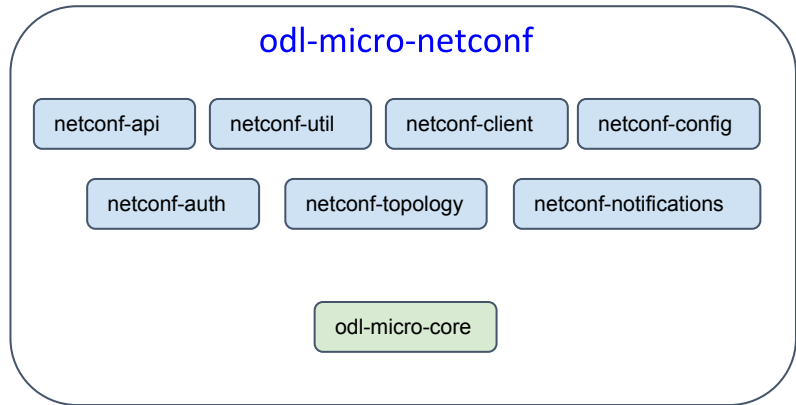 odl-micro-netconf
netconf-api netconf-util netconf-client netconf-config
netconf-auth netconf-topology netconf-notifications
odl-micro-core